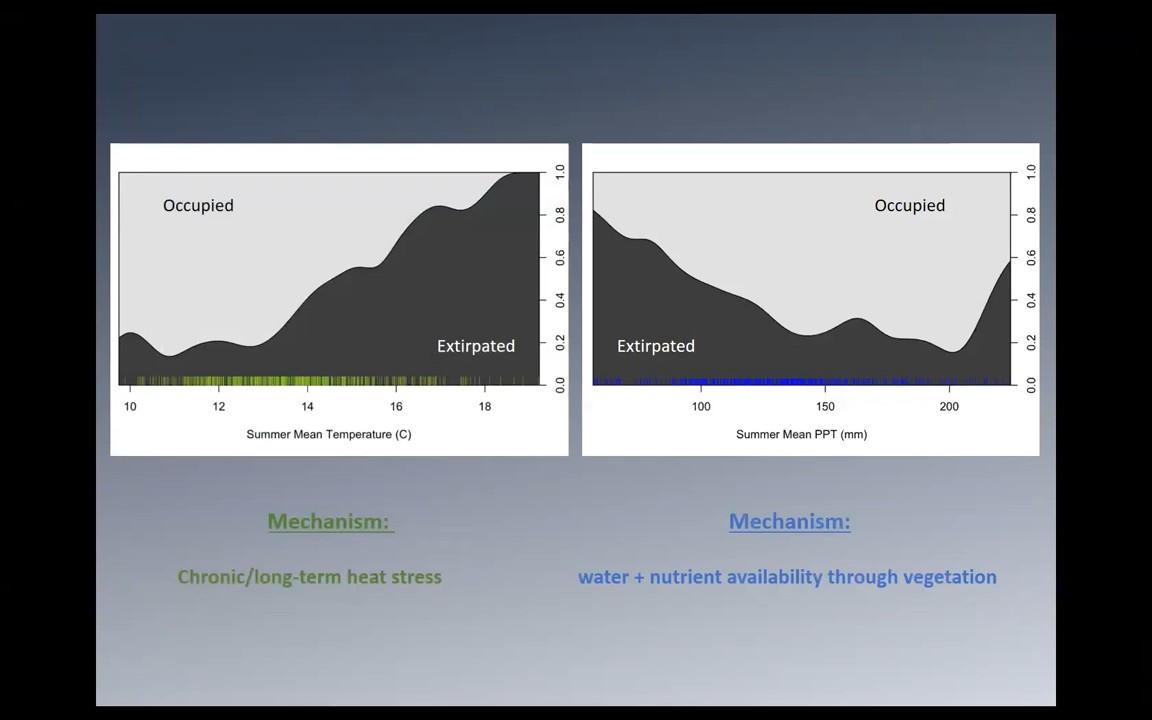 Occupied
Extirpated
0.0 0.2 0.4 0.6 0.8 1.0
10 12 14 16 18
Summer Mean Temperature (C)
Occupied
Extirpated
0.0 0.2 0.4 0.6 0.8 1.0
100 150 200
Summer Mean PPT (mm)
Mechanism:
Chronic/long-term heat stress
Mechanism:
water + nutrient availability through vegetation